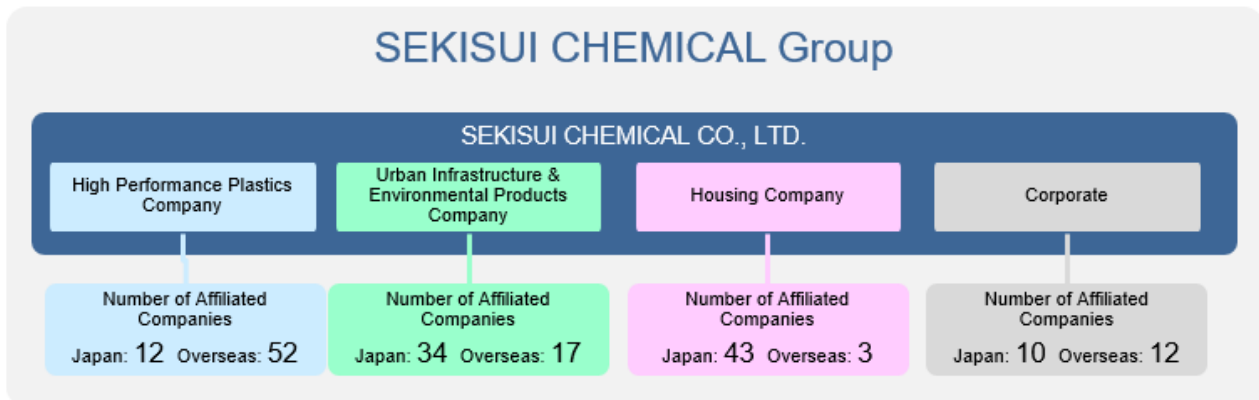 SEKISUI CHEMICAL Group
SEKISUI CHEMICAL CO., LTD.
High Performance Plastics
Company
Urban Infrastructure &
Environmental Products
Company
Housing Company
Corporate
Number of Affiliated
Companies
Japan: 12 Overseas: 52
Number of Affiliated
Companies
Japan: 34 Overseas: 17
Number of Affiliated
Companies
Japan: 43 Overseas: 3
Number of Affiliated
Companies
Japan: 10 Overseas: 12